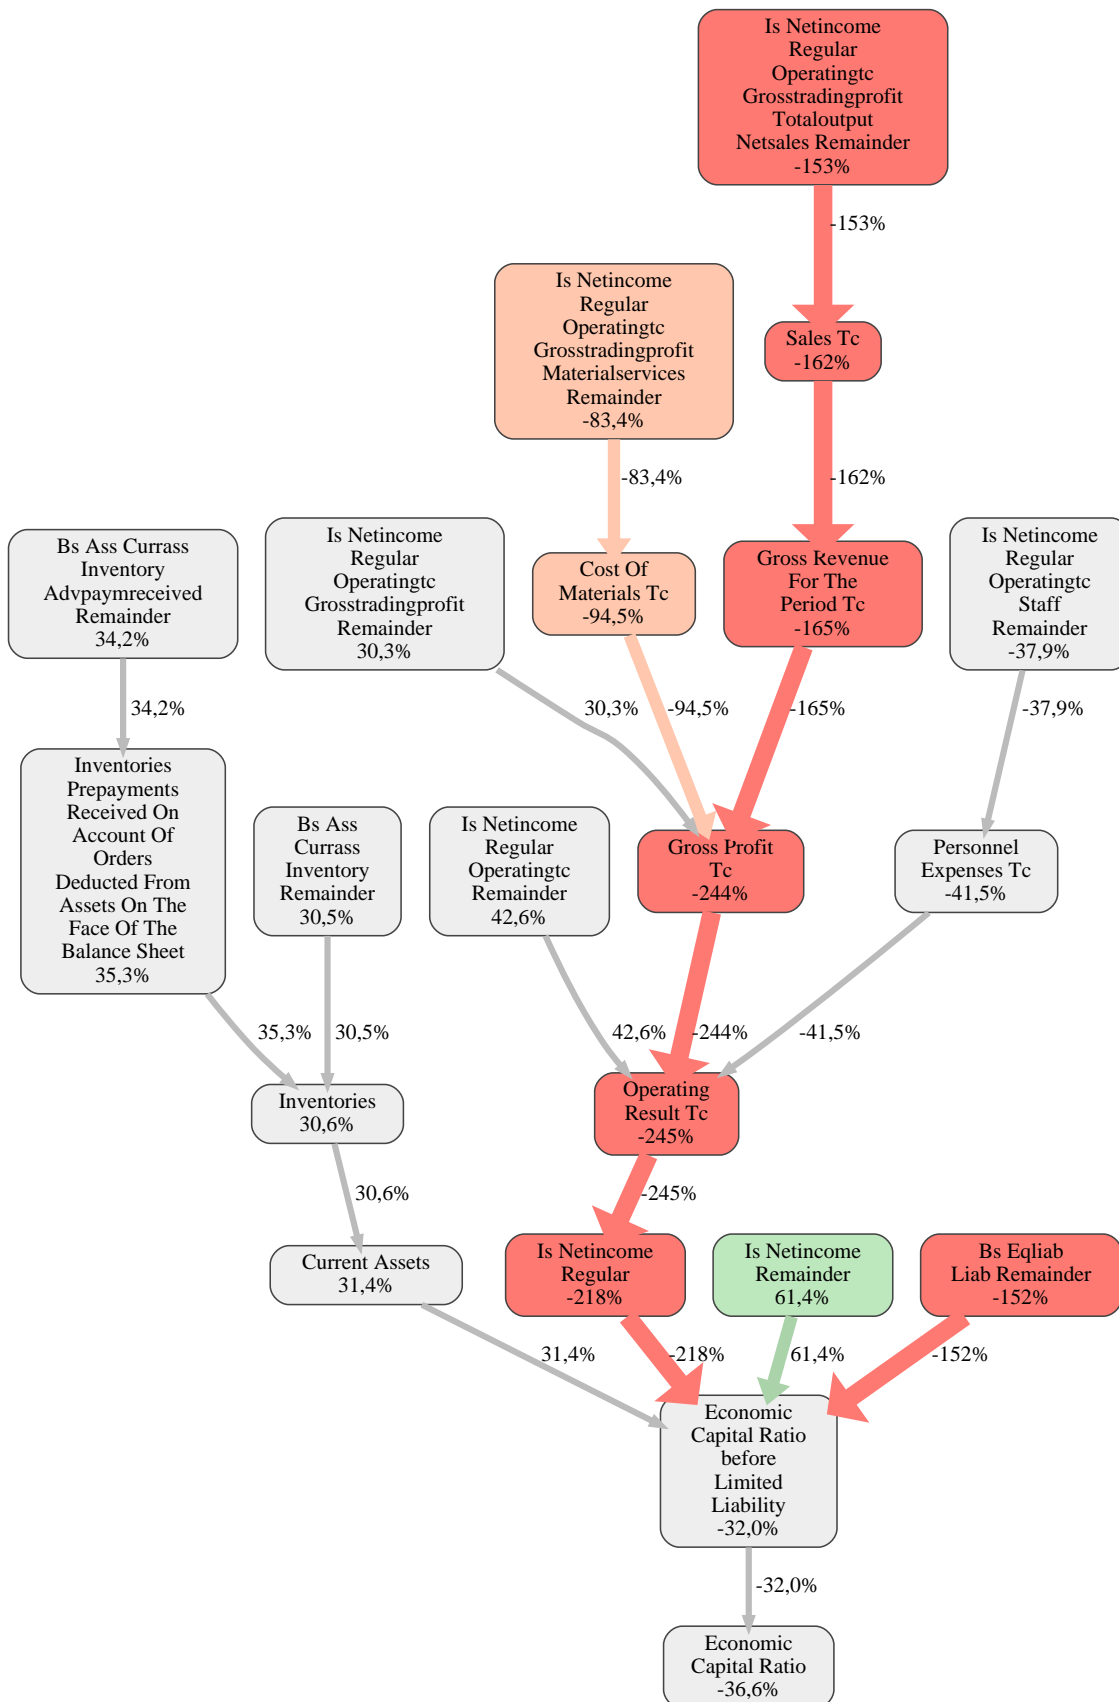 Is Netincome
Regular
Operatingtc
Grosstradingprofit
Totaloutput
Netsales Remainder
-153%
-153%
Is Netincome
Regular
Operatingtc
Grosstradingprofit
Materialservices
Remainder
-83,4%
Sales Tc
-162%
-83,4%
-162%
Bs Ass Currass
Inventory
Advpaymreceived
Remainder
34,2%
Is Netincome
Regular
Operatingtc
Grosstradingprofit
Remainder
30,3%
Cost Of
Materials Tc
-94,5%
Gross Revenue
For The
Period Tc
-165%
Is Netincome
Regular
Operatingtc
Staff
Remainder
-37,9%
34,2%
30,3%
-94,5%
-165%
-37,9%
Inventories
Prepayments
Received On
Account Of
Orders
Deducted From
Assets On The
Face Of The
Balance Sheet
35,3%
Bs Ass
Currass
Inventory
Remainder
30,5%
Is Netincome
Regular
Operatingtc
Remainder
42,6%
Gross Profit
Tc
-244%
Personnel
Expenses Tc
-41,5%
35,3%
30,5%
42,6%
-244%
-41,5%
Inventories
30,6%
Operating
Result Tc
-245%
30,6%
-245%
Current Assets
31,4%
Is Netincome
Regular
-218%
Is Netincome
Remainder
61,4%
Bs Eqliab
Liab Remainder
-152%
31,4%
-218%
61,4%
-152%
Economic
Capital Ratio
before
Limited
Liability
-32,0%
-32,0%
Economic
Capital Ratio
-36,6%